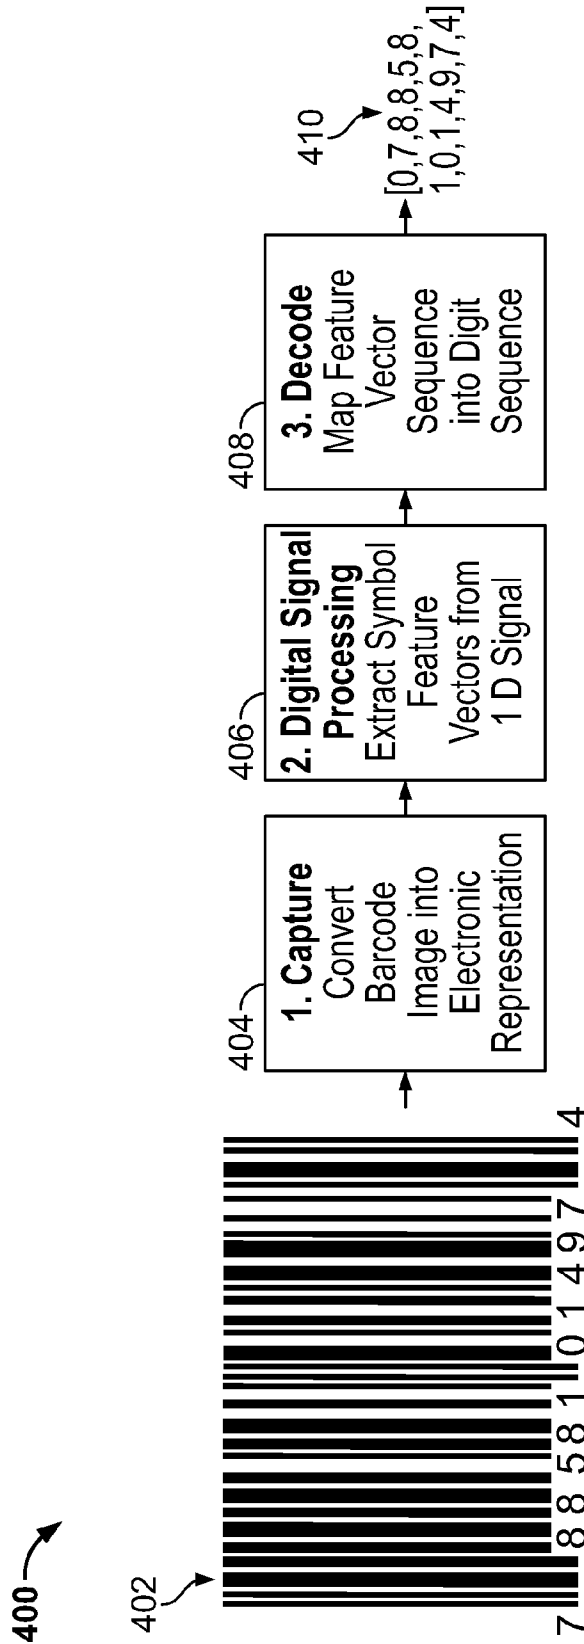 400
402
7 8 8 5 8 1 0 1 4 9 7 4
404
1. Capture
Convert
Barcode
Image into
Electronic
Representation
406
2. Digital Signal
Processing
Extract Symbol
Feature
Vectors from
1 D Signal
408
3. Decode
Map Feature
Vector
Sequence
into Digit
Sequence
410
[0,7,8,8,5,8,
1,0,1,4,9,7,4]